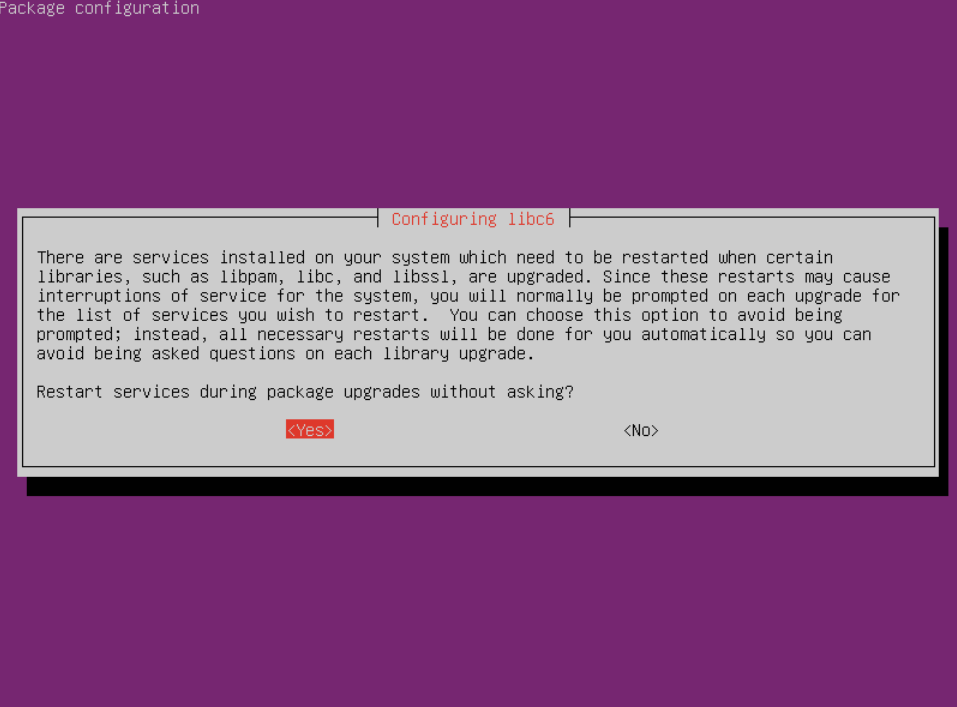 Package configuration
Configuring libc6
There are services installed on your system which need to be restarted when certain
libraries, such as libpam, libc, and libssl, are upgraded. Since these restarts may cause
interruptions of service for the system, you will normally be prompted on each upgrade for
the list of services you wish to restart.  You can choose this option to avoid being
prompted; instead, all necessary restarts will be done for you automatically so you can
avoid being asked questions on each library upgrade.
Restart services during package upgrades without asking?
<Yes> <No>